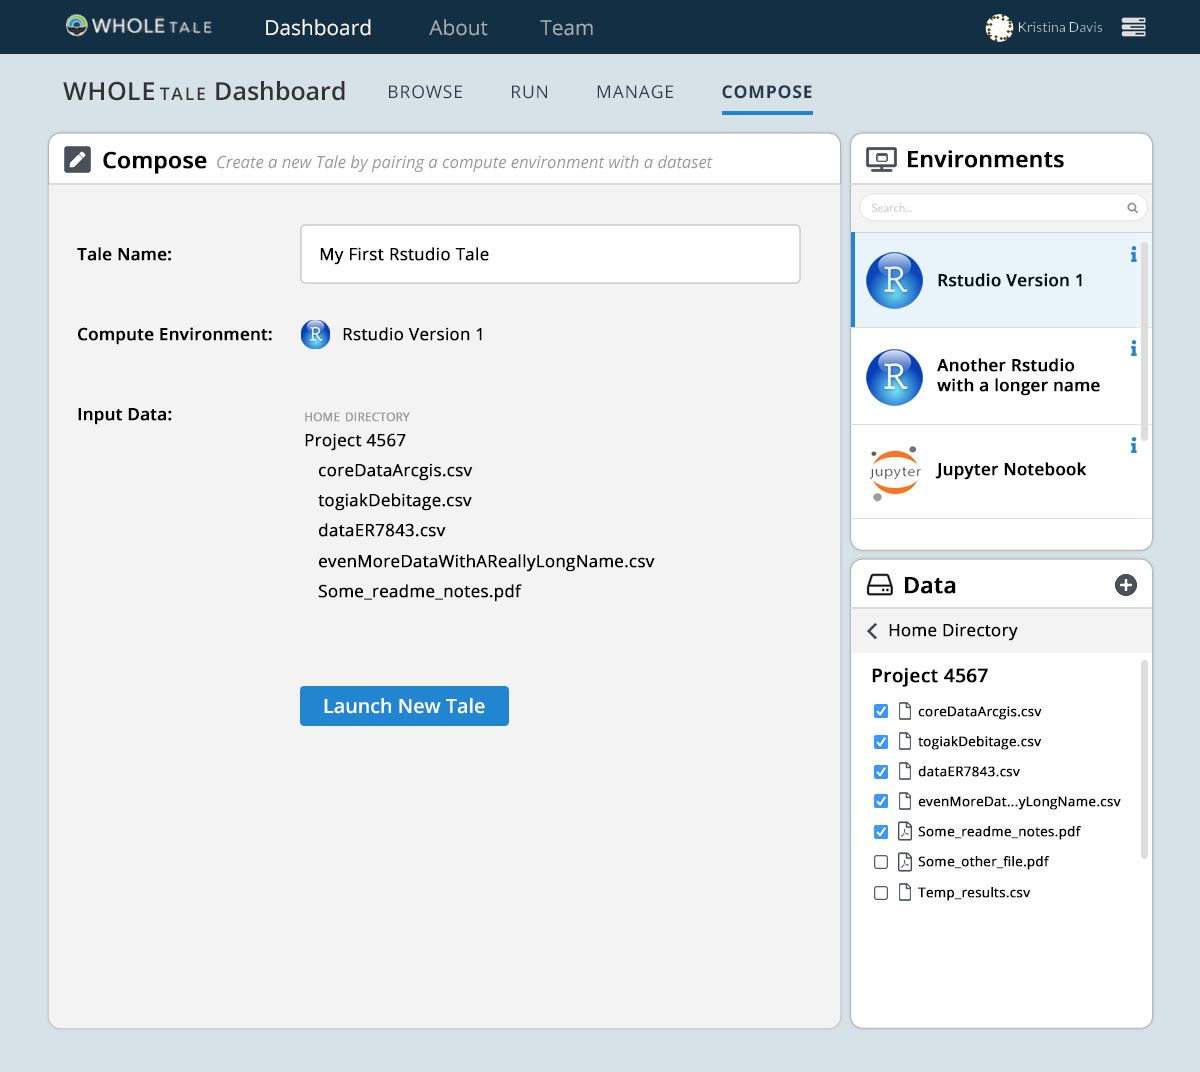 WHOLE TALE Dashboard About Team Kristina Davis
WHOLE TALE Dashboard BROWSE RUN MANAGE COMPOSE
Compose Create a new Tale by pairing a compute environment with a dataset
Tale Name: My First Rstudio Tale
Compute Environment: R Rstudio Version 1
Input Data:
HOME DIRECTORY
Project 4567
coreDataArcgis.csv
togiakDebitage.csv
dataER7843.csv
evenMoreDataWithAReallyLongName.csv
Some_readme_notes.pdf
Launch New Tale
Environments
Search...
R Rstudio Version 1
i
R Another Rstudio
with a longer name
i
jupyter Jupyter Notebook
i
Data
Home Directory
Project 4567
coreDataArcgis.csv
togiakDebitage.csv
dataER7843.csv
evenMoreDat...yLongName.csv
Some_readme_notes.pdf
Some_other_file.pdf
Temp_results.csv